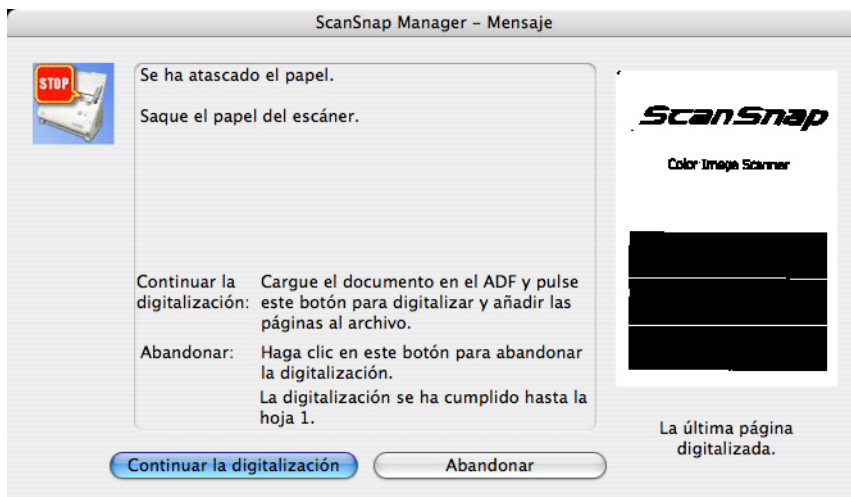 ScanSnap Manager – Mensaje
STOP
Se ha atascado el papel.
Saque el papel del escáner.
Continuar la digitalización:
Cargue el documento en el ADF y pulse
este botón para digitalizar y añadir las
páginas al archivo.
Abandonar:
Haga clic en este botón para abandonar
la digitalización.
La digitalización se ha cumplido hasta la
hoja 1.
Continuar la digitalización
Abandonar
ScanSnap
Color Image Scanner
La última página
digitalizada.